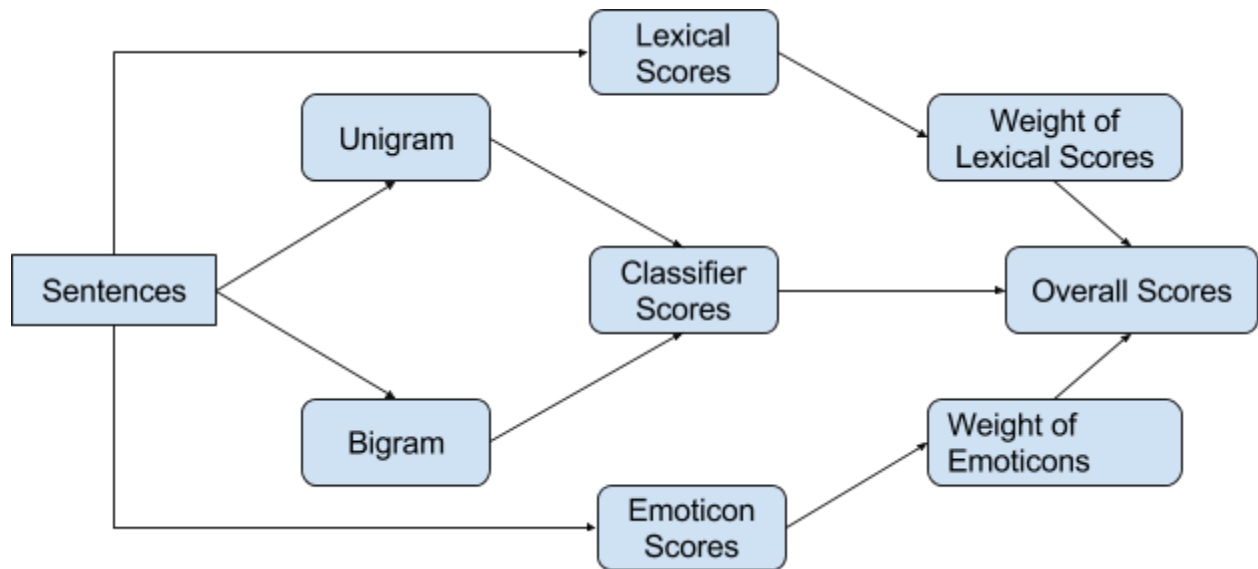 Lexical
Scores
Unigram
Weight of
Lexical Scores
Sentences
Classifier
Scores
Overall Scores
Bigram
Weight of
Emoticons
Emoticon
Scores